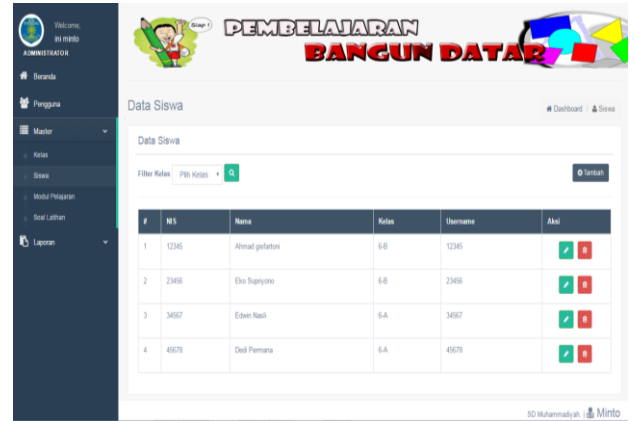 Welcome,
ini minto
ADMINISTRATOR
Beranda
Pengguna
Master
Kelas
Siswa
Modul Pelajaran
Soal Latihan
Laporan
Siap !
PEMBELAJARAN
BANGUN DATAR
Data Siswa
Dashboard / Siswa
Data Siswa
Filter Kelas Pilih Kelas
Tambah
# NIS Nama Kelas Username Aksi
1 12345 Ahmad gisfartoni 6-B 12345
2 23456 Eko Supriyono 6-B 23456
3 34567 Edwin Nasli 6-A 34567
4 45678 Dedi Permana 6-A 45678
SD Muhammadiyah. | Minto